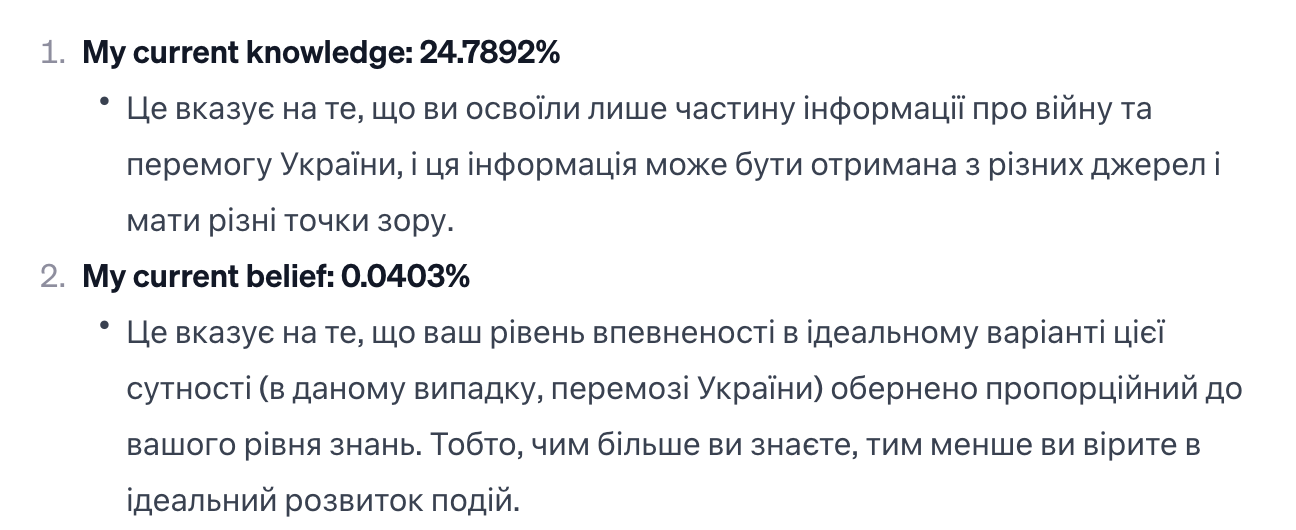 1. My current knowledge: 24.7892%
• Це вказує на те, що ви освоїли лише частину інформації про війну та
перемогу України, і ця інформація може бути отримана з різних джерел і
мати різні точки зору.
2. My current belief: 0.0403%
• Це вказує на те, що ваш рівень впевненості в ідеальному варіанті цієї
сутності (в даному випадку, перемозі України) обернено пропорційний до
вашого рівня знань. Тобто, чим більше ви знаєте, тим менше ви вірите в
ідеальний розвиток подій.